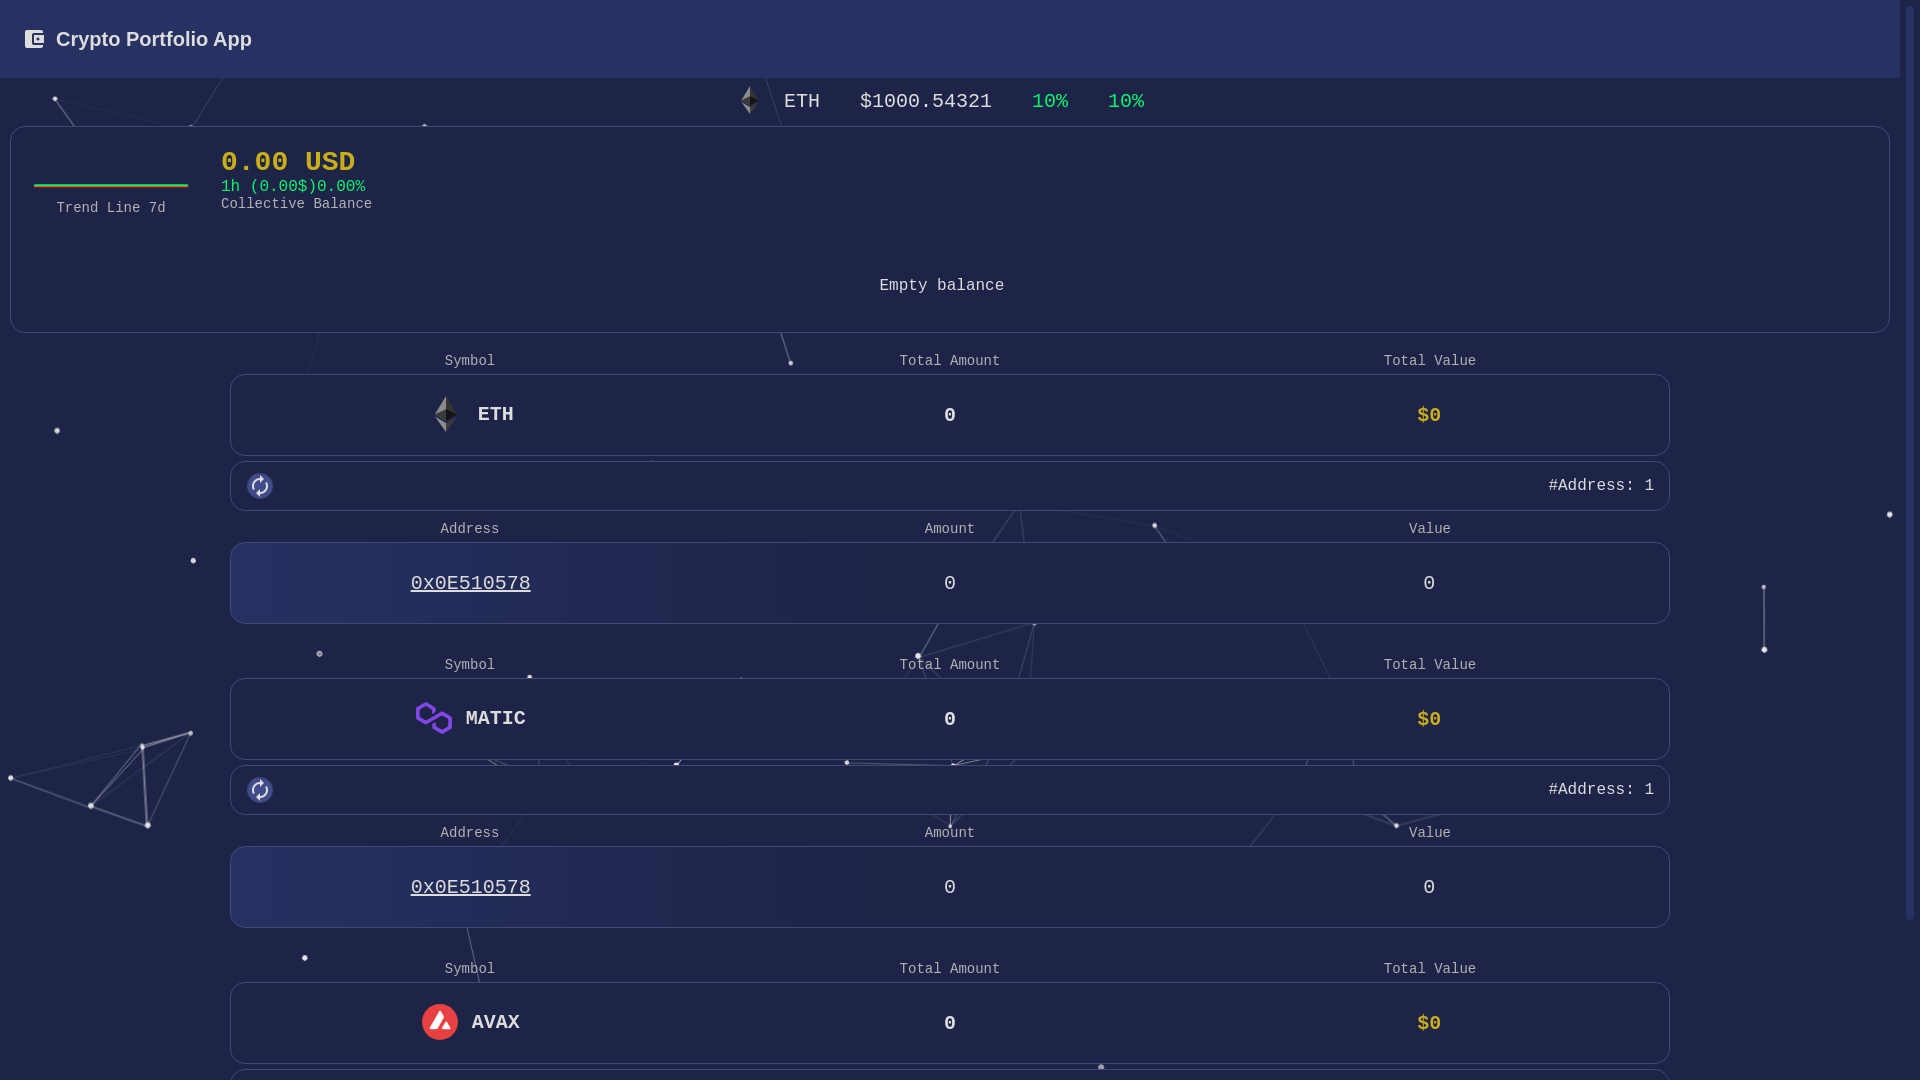 Crypto Portfolio App
ETH $1000.54321 10% 10%
0.00 USD
1h (0.00$)0.00%
Collective Balance
Trend Line 7d
Empty balance
Symbol Total Amount Total Value
ETH 0 $0
#Address: 1
Address Amount Value
0x0E510578 0 0
Symbol Total Amount Total Value
MATIC 0 $0
#Address: 1
Address Amount Value
0x0E510578 0 0
Symbol Total Amount Total Value
AVAX 0 $0